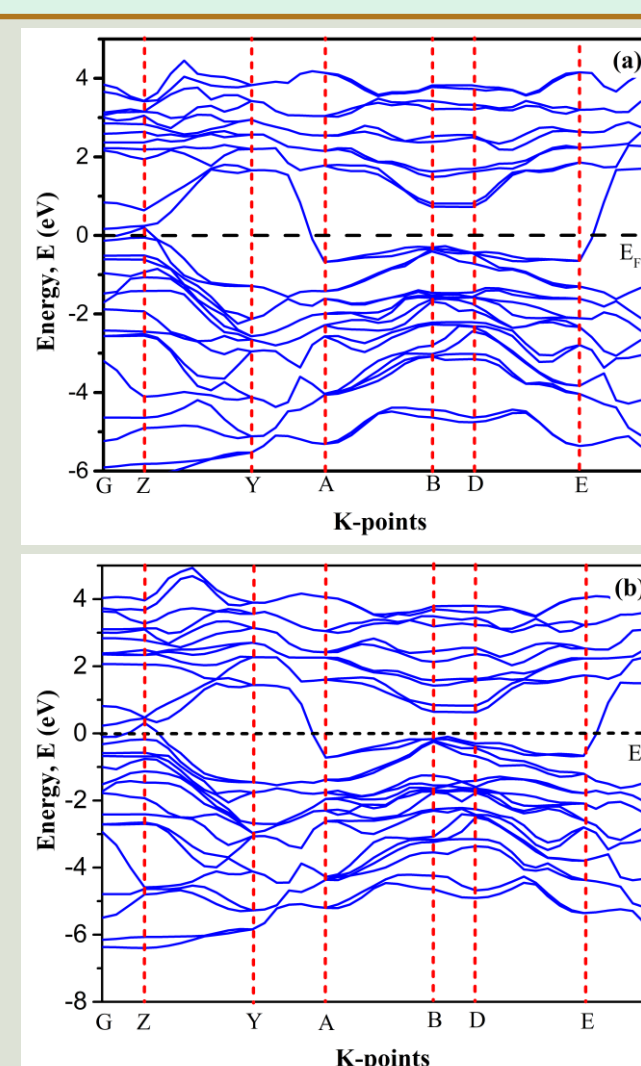 (a)
4
2
0
-2
-4
-6
Energy, E (eV)
E_F
G Z Y A B D E
K-points
(b)
4
2
0
-2
-4
-6
-8
Energy, E (eV)
E
G Z Y A B D E
K-points